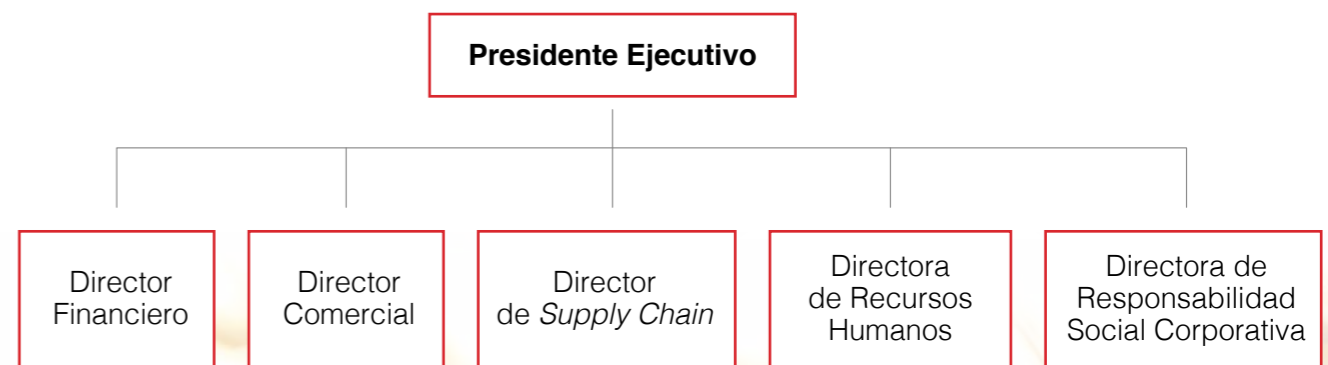 Presidente Ejecutivo
Director
Financiero
Director
Comercial
Director
de Supply Chain
Directora
de Recursos
Humanos
Directora de
Responsabilidad
Social Corporativa